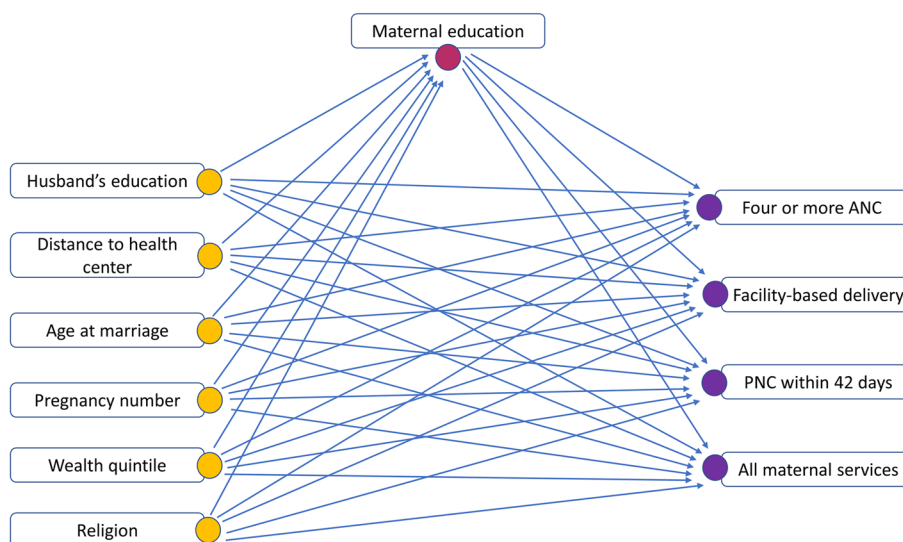 Maternal education
Husband's education
Distance to health
center
Age at marriage
Pregnancy number
Wealth quintile
Religion
Four or more ANC
Facility-based delivery
PNC within 42 days
All maternal services